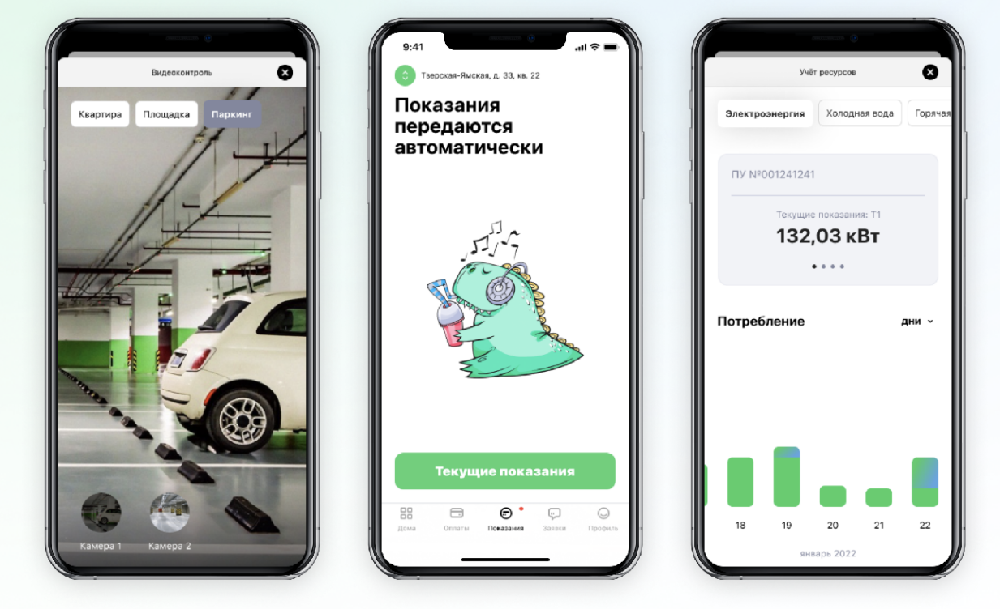 Видеоконтроль
Квартира
Площадка
Паркинг
Камера 1
Камера 2
9:41
Тверская-Ямская, д. 33, кв. 22
Показания
передаются
автоматически
Текущие показания
Дома
Оплаты
Показания
Заявки
Профиль
Учёт ресурсов
Электроэнергия
Холодная вода
Горячая
ПУ №001241241
Текущие показания: Т1
132,03 кВт
Потребление
дни
18
19
20
21
22
январь 2022